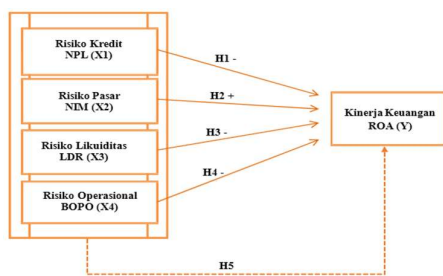 Risiko Kredit
NPL (X1)
H1 -
Risiko Pasar
NIM (X2)
H2 +
Kinerja Keuangan
ROA (Y)
Risiko Likuiditas
LDR (X3)
H3 -
H4 -
Risiko Operasional
BOPO (X4)
H5